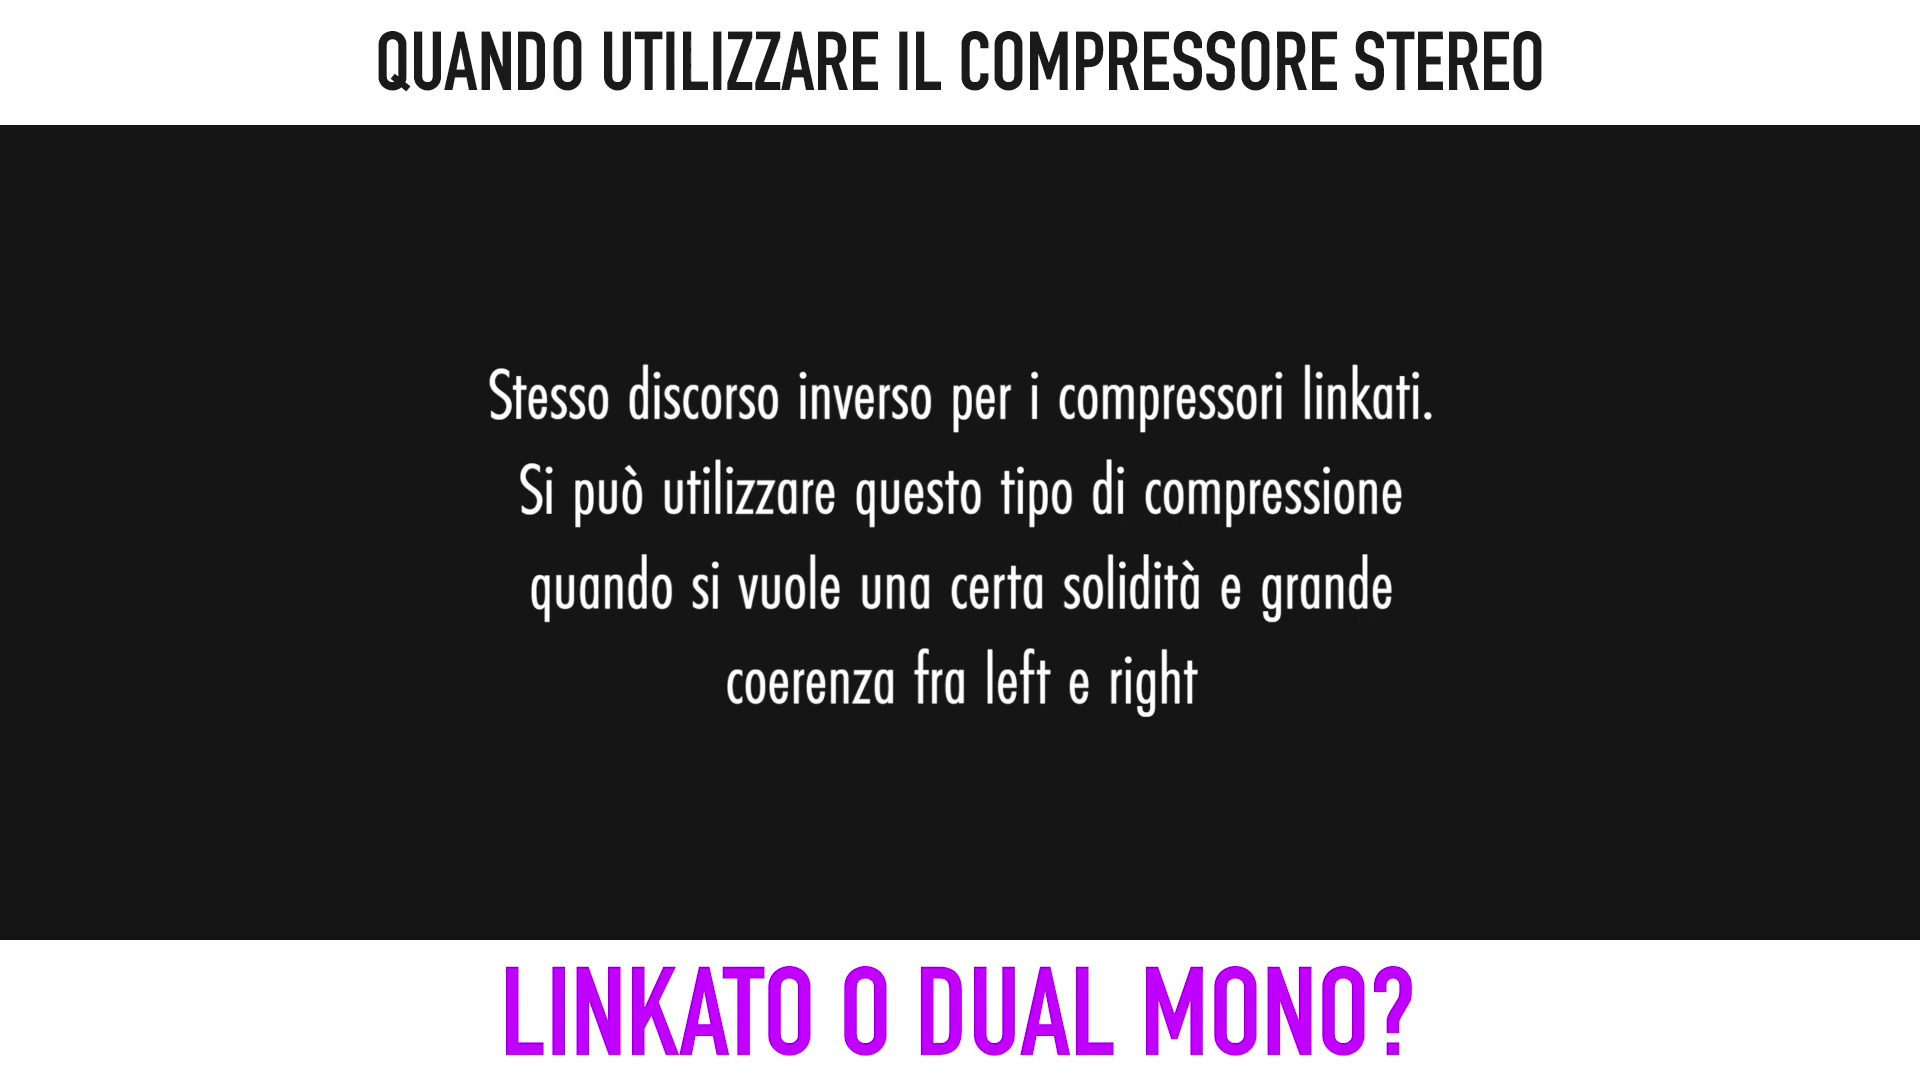 QUANDO UTILIZZARE IL COMPRESSORE STEREO
Stesso discorso inverso per i compressori linkati.
Si può utilizzare questo tipo di compressione
quando si vuole una certa solidità e grande
coerenza fra left e right
LINKATO O DUAL MONO?